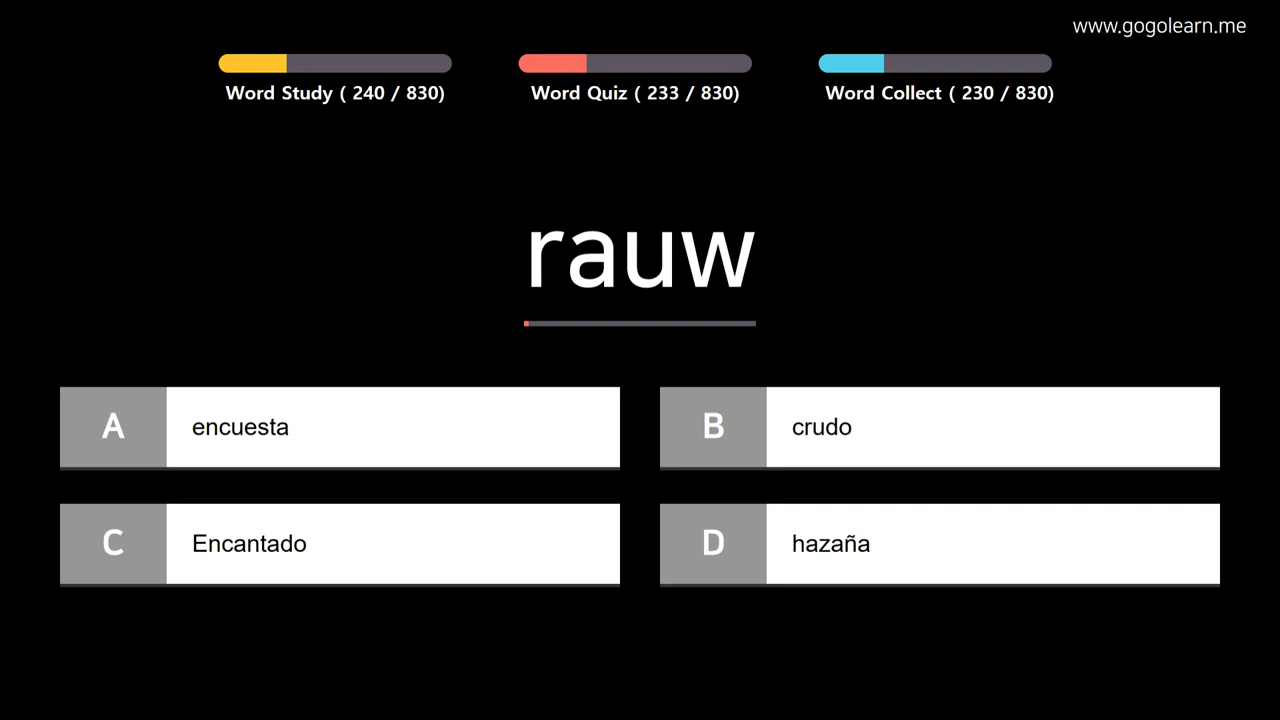 www.gogolearn.me
Word Study ( 240 / 830)
Word Quiz ( 233 / 830)
Word Collect ( 230 / 830)
rauw
A encuesta
B crudo
C Encantado
D hazaña